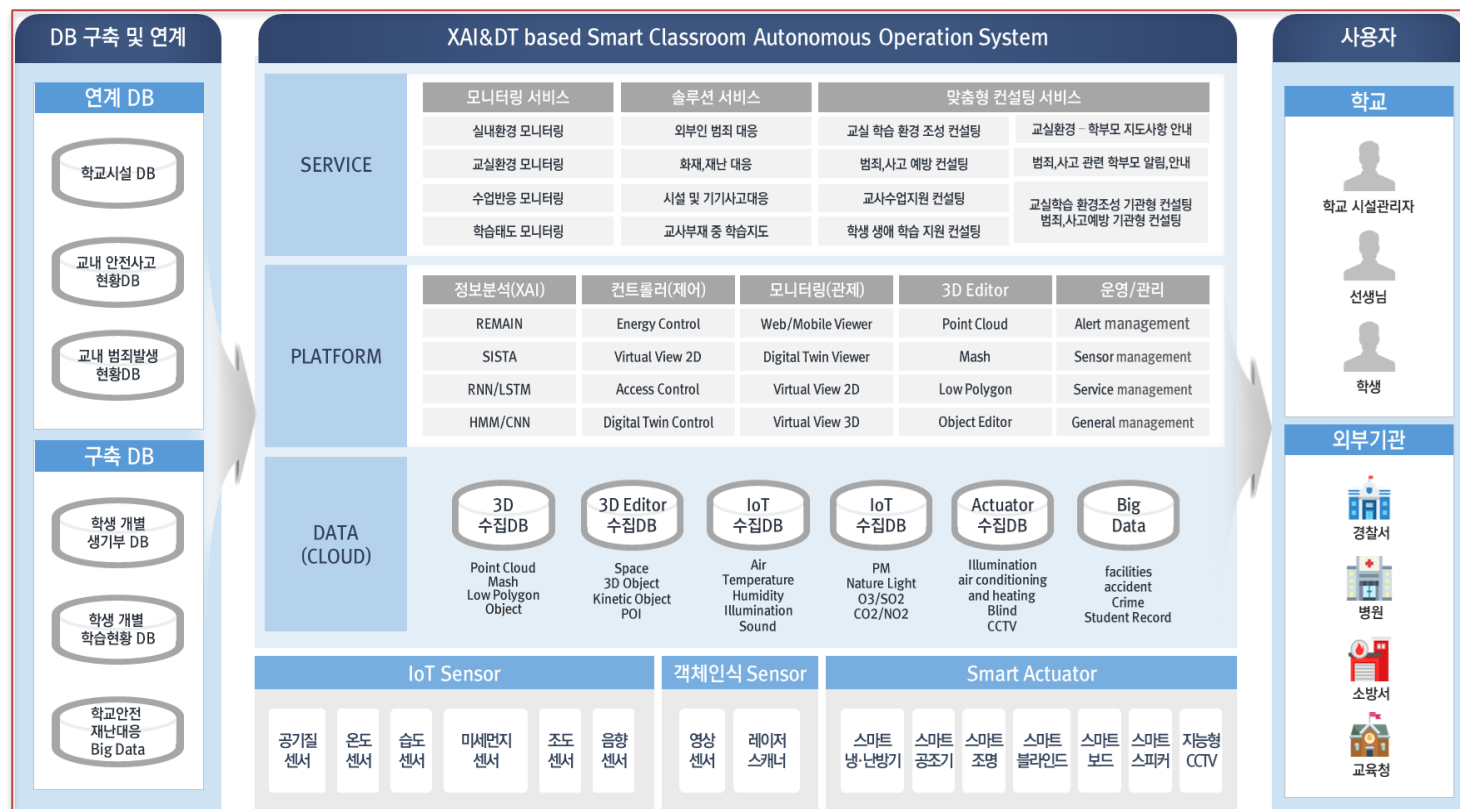 DB 구축 및 연계
연계 DB
학교시설 DB
교내 안전사고
현황DB
교내 범죄발생
현황DB
구축 DB
학생 개별
생기부 DB
학생 개별
학습현황 DB
학교안전
재난대응
Big Data
XAI&DT based Smart Classroom Autonomous Operation System
SERVICE
모니터링 서비스
실내환경 모니터링
교실환경 모니터링
수업반응 모니터링
학습태도 모니터링
솔루션 서비스
외부인 범죄 대응
화재,재난 대응
시설 및 기기사고대응
교사부재 중 학습지도
맞춤형 컨설팅 서비스
교실 학습 환경 조성 컨설팅
범죄,사고 예방 컨설팅
교사수업지원 컨설팅
학생 생애 학습 지원 컨설팅
교실환경 – 학부모 지도사항 안내
범죄,사고 관련 학부모 알림,안내
교실학습 환경조성 기관형 컨설팅
범죄,사고예방 기관형 컨설팅
PLATFORM
정보분석(XAI)
REMAIN
SISTA
RNN/LSTM
HMM/CNN
컨트롤러(제어)
Energy Control
Virtual View 2D
Access Control
Digital Twin Control
모니터링(관제)
Web/Mobile Viewer
Digital Twin Viewer
Virtual View 2D
Virtual View 3D
3D Editor
Point Cloud
Mash
Low Polygon
Object Editor
운영/관리
Alert management
Sensor management
Service management
General management
DATA
(CLOUD)
3D
수집DB
Point Cloud
Mash
Low Polygon
Object
3D Editor
수집DB
Space
3D Object
Kinetic Object
POI
IoT
수집DB
Air
Temperature
Humidity
Illumination
Sound
IoT
수집DB
PM
Nature Light
O3/SO2
CO2/NO2
Actuator
수집DB
Illumination
air conditioning
and heating
Blind
CCTV
Big
Data
facilities
accident
Crime
Student Record
IoT Sensor
공기질
센서
온도
센서
습도
센서
미세먼지
센서
조도
센서
음향
센서
객체인식 Sensor
영상
센서
레이저
스캐너
Smart Actuator
스마트
냉·난방기
스마트
공조기
스마트
조명
스마트
블라인드
스마트
보드
스마트
스피커
지능형
CCTV
사용자
학교
학교 시설관리자
선생님
학생
외부기관
경찰서
병원
소방서
교육청